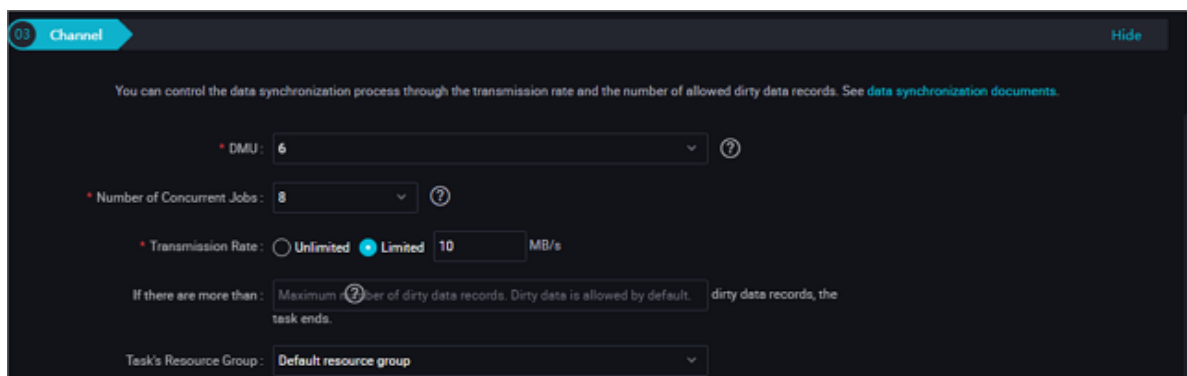 03 Channel Hide
You can control the data synchronization process through the transmission rate and the number of allowed dirty data records. See data synchronization documents.
* DMU : 6 ?
* Number of Concurrent Jobs : 8 ?
* Transmission Rate : Unlimited Limited 10 MB/s
If there are more than : Maximum ? ber of dirty data records. Dirty data is allowed by default. dirty data records, the
task ends.
Task's Resource Group : Default resource group